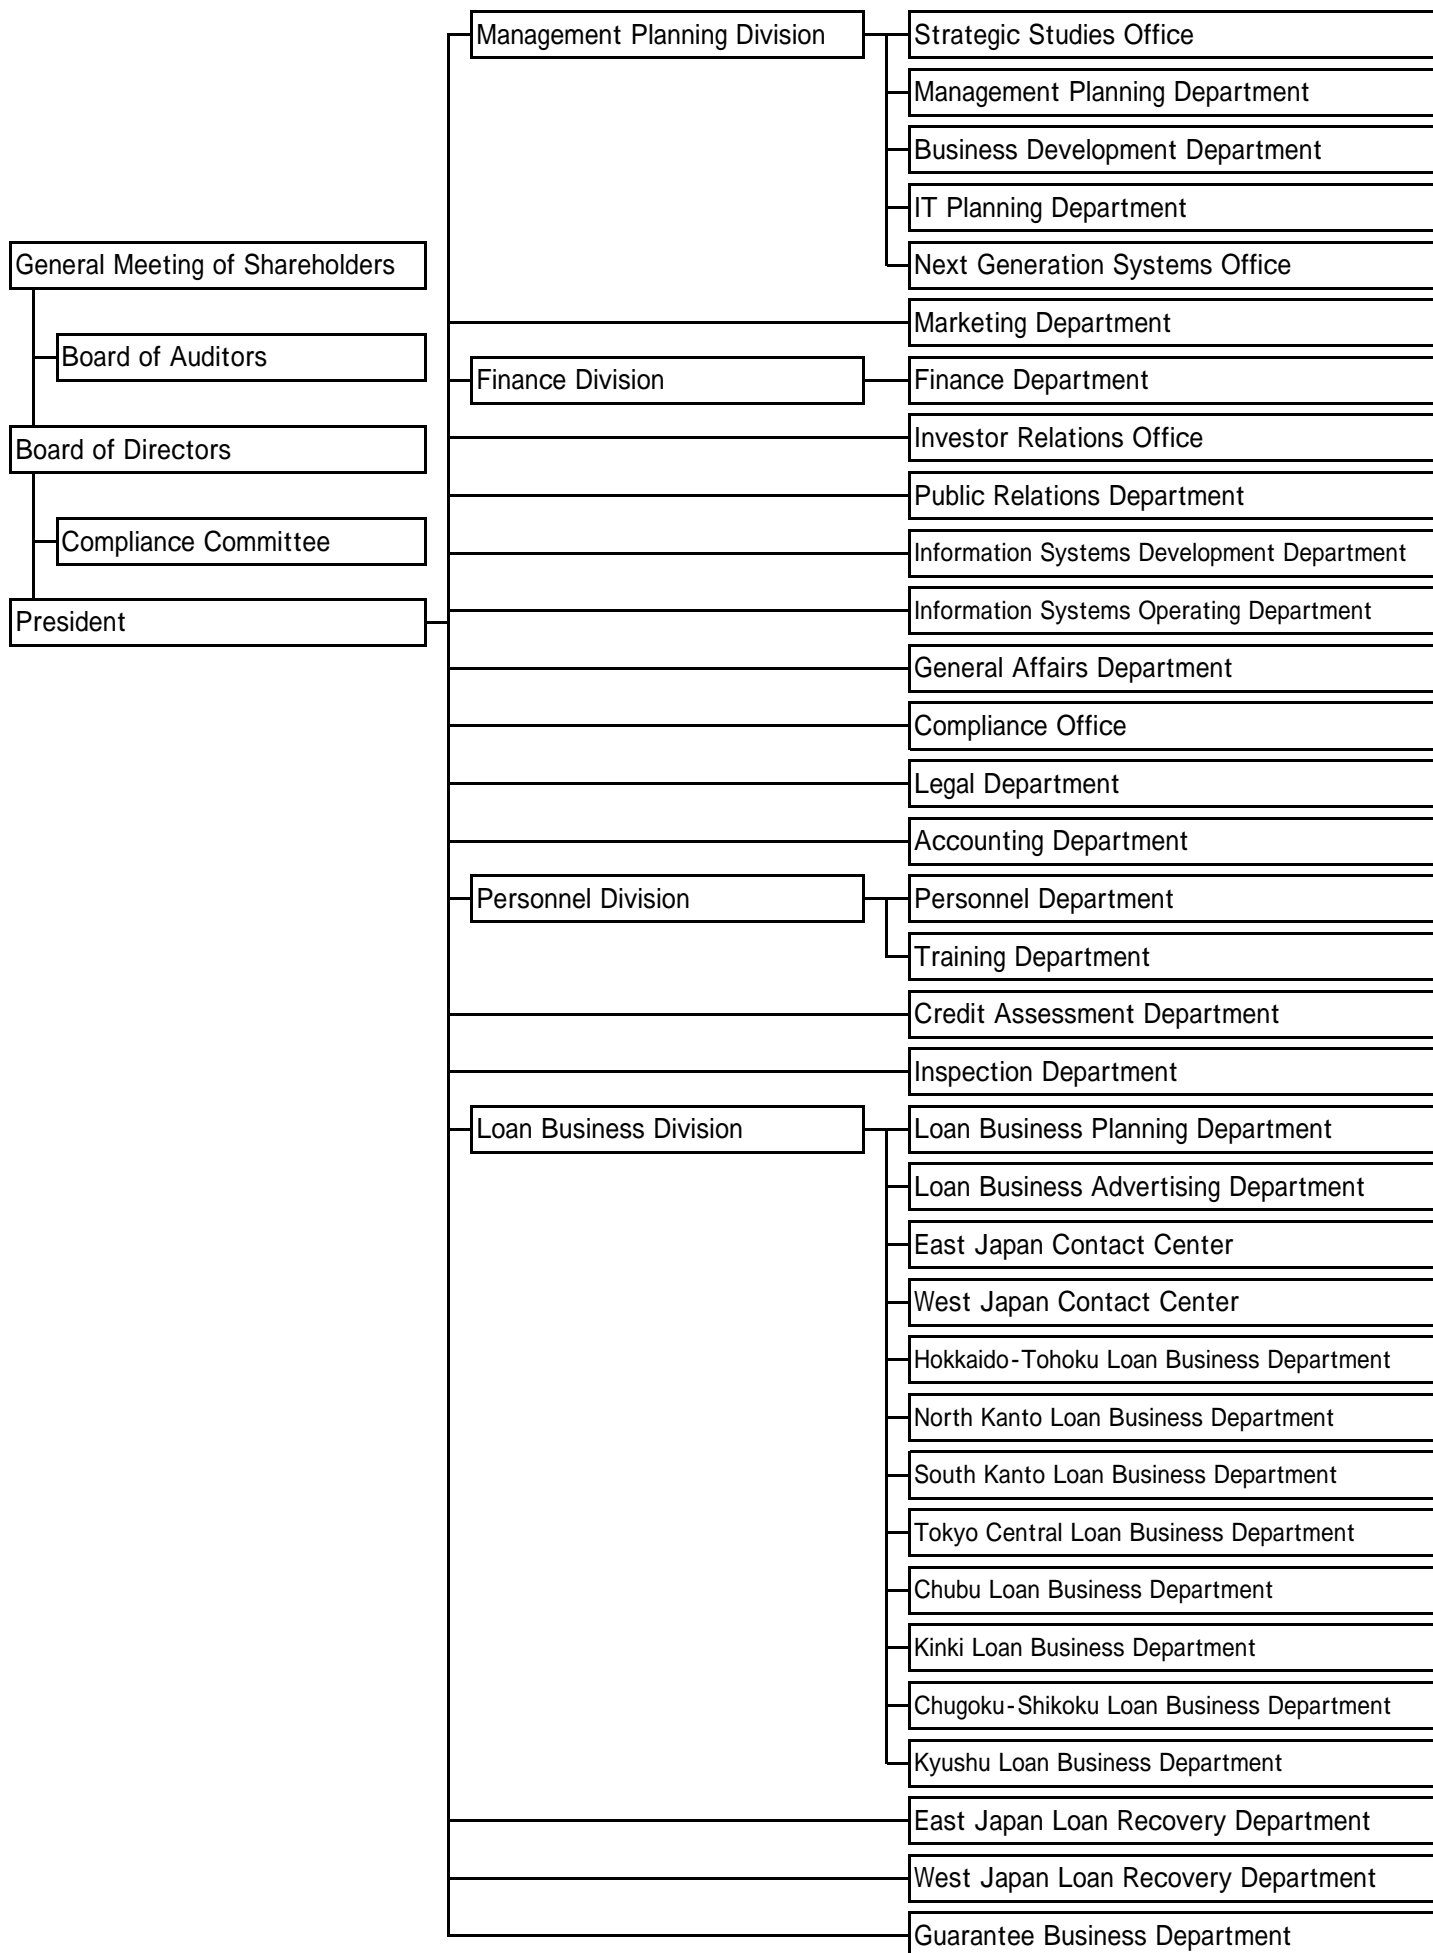 General Meeting of Shareholders
Board of Auditors
Board of Directors
Compliance Committee
President
Management Planning Division
Strategic Studies Office
Management Planning Department
Business Development Department
IT Planning Department
Next Generation Systems Office
Marketing Department
Finance Division
Finance Department
Investor Relations Office
Public Relations Department
Information Systems Development Department
Information Systems Operating Department
General Affairs Department
Compliance Office
Legal Department
Accounting Department
Personnel Division
Personnel Department
Training Department
Credit Assessment Department
Inspection Department
Loan Business Division
Loan Business Planning Department
Loan Business Advertising Department
East Japan Contact Center
West Japan Contact Center
Hokkaido-Tohoku Loan Business Department
North Kanto Loan Business Department
South Kanto Loan Business Department
Tokyo Central Loan Business Department
Chubu Loan Business Department
Kinki Loan Business Department
Chugoku-Shikoku Loan Business Department
Kyushu Loan Business Department
East Japan Loan Recovery Department
West Japan Loan Recovery Department
Guarantee Business Department